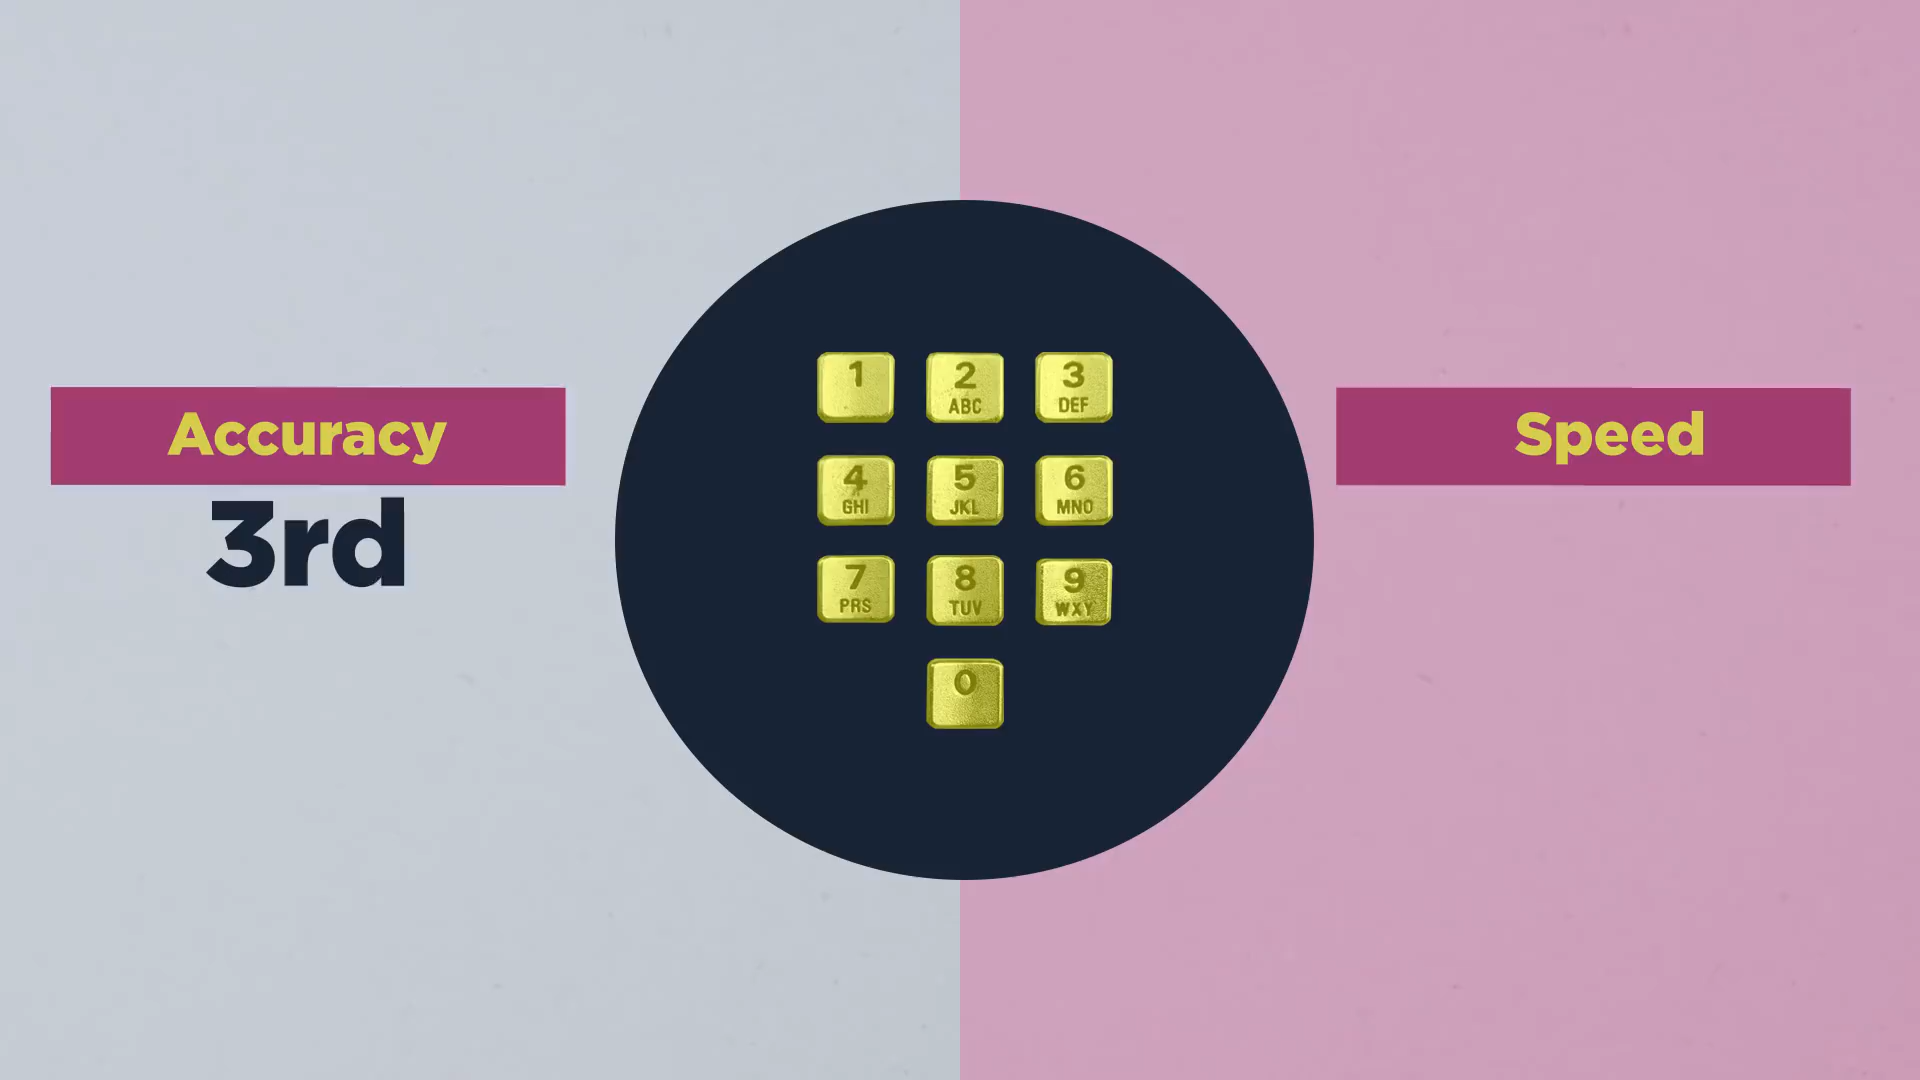 Accuracy
3rd
1
2
ABC
3
DEF
4
GHI
5
JKL
6
MNO
7
PRS
8
TUV
9
WXY
0
Speed